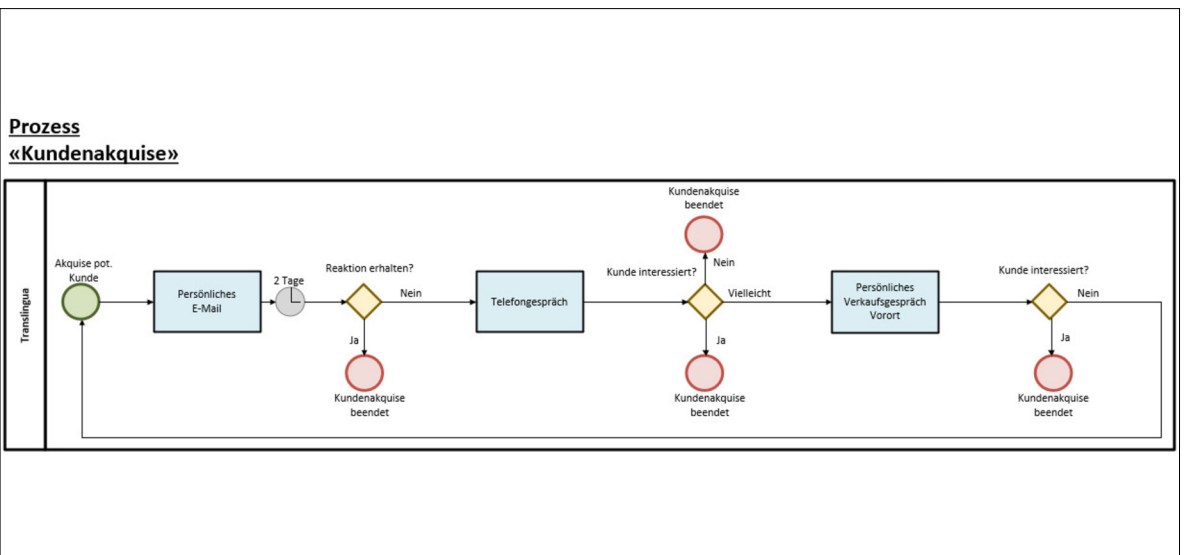 Prozess
«Kundenakquise»
Translingua
Akquise pot.
Kunde
Persönliches
E-Mail
2 Tage
Reaktion erhalten?
Nein
Ja
Kundenakquise
beendet
Telefongespräch
Kunde interessiert?
Kundenakquise
beendet
Nein
Vielleicht
Ja
Kundenakquise
beendet
Persönliches
Verkaufsgespräch
Vorort
Kunde interessiert?
Nein
Ja
Kundenakquise
beendet